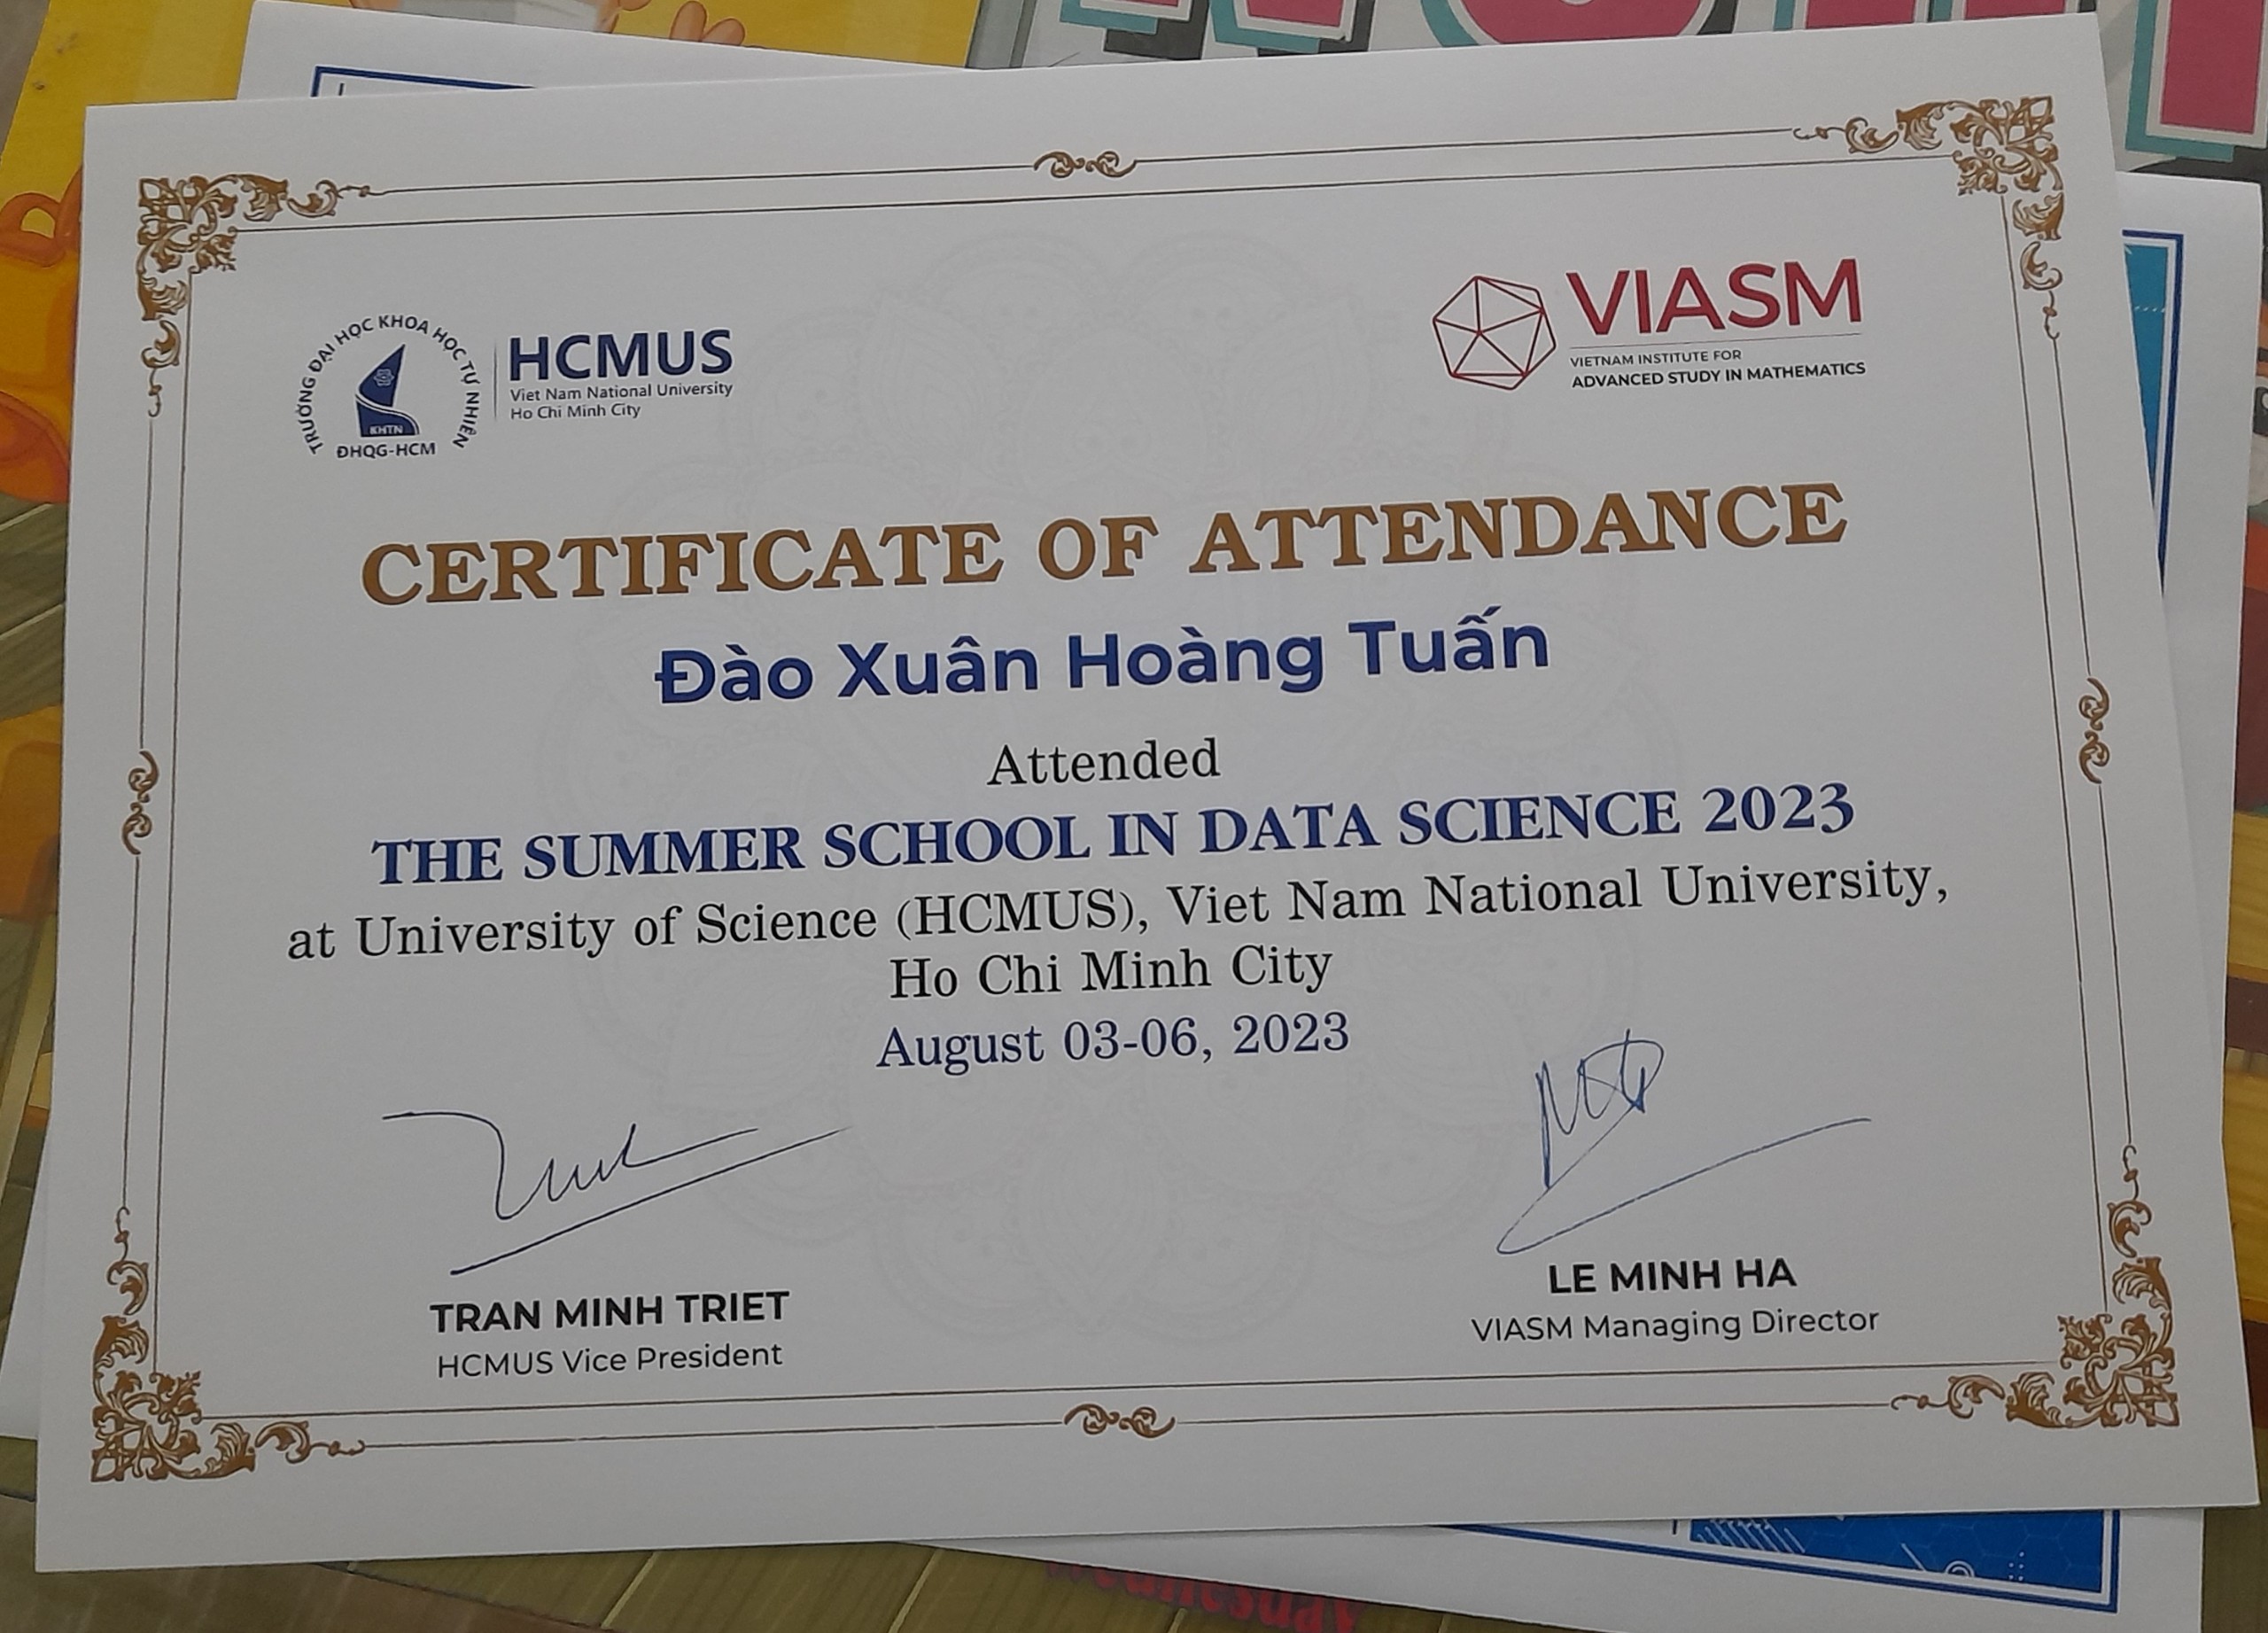 TRƯỜNG ĐẠI HỌC KHOA HỌC TỰ NHIÊN
KHTN
ĐHQG-HCM
HCMUS
Viet Nam National University
Ho Chi Minh City
VIASM
VIETNAM INSTITUTE FOR
ADVANCED STUDY IN MATHEMATICS
CERTIFICATE OF ATTENDANCE
Đào Xuân Hoàng Tuấn
Attended
THE SUMMER SCHOOL IN DATA SCIENCE 2023
at University of Science (HCMUS), Viet Nam National University,
Ho Chi Minh City
August 03-06, 2023
TRAN MINH TRIET
HCMUS Vice President
LE MINH HA
VIASM Managing Director
Wednesday